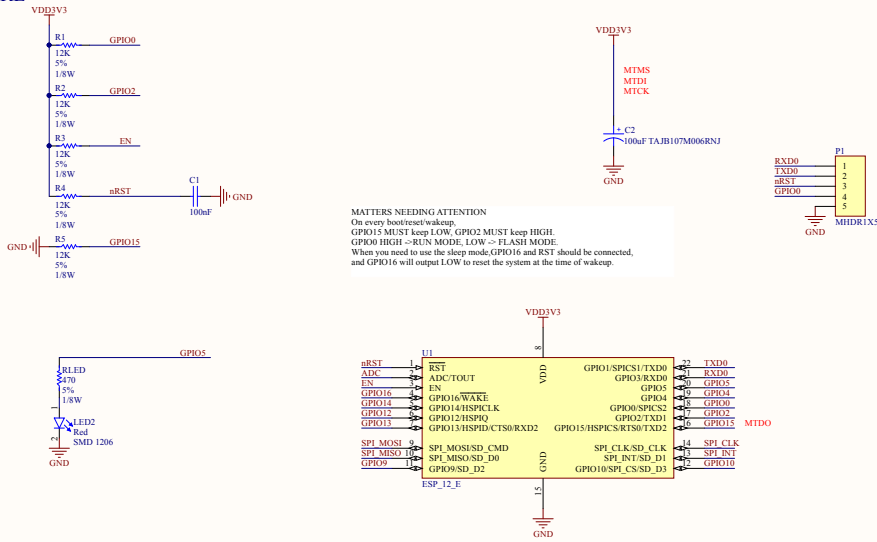 VDD3V3
R1
GPIO0
12K
5%
1/8W
R2
GPIO2
12K
5%
1/8W
R3
EN
12K
5%
1/8W
R4
nRST
12K
5%
1/8W
C1
100nF
GND
GND
R5
GPIO15
12K
5%
1/8W
VDD3V3
MTMS
MTDI
MTCK
+ C2
100uF TAJB107M006RNJ
GND
P1
RXD0 1
TXD0 2
nRST 3
GPIO0 4
5
GND
MHDR1X5
MATTERS NEEDING ATTENTION
On every boot/reset/wakeup,
GPIO15 MUST keep LOW, GPIO2 MUST keep HIGH.
GPIO0 HIGH ->RUN MODE, LOW -> FLASH MODE.
When you need to use the sleep mode,GPIO16 and RST should be connected,
and GPIO16 will output LOW to reset the system at the time of wakeup.
GPIO5
RLED
470
5%
1/8W
1
LED2
Red
2 SMD 1206
GND
VDD3V3
8
U1
VDD
nRST 1 RST GPIO1/SPICS1/TXD0 22 TXD0
ADC 2 ADC/TOUT GPIO3/RXD0 21 RXD0
EN 3 EN GPIO5 20 GPIO5
GPIO16 4 GPIO16/WAKE GPIO4 19 GPIO4
GPIO14 5 GPIO14/HSPICLK GPIO0/SPICS2 18 GPIO0
GPIO12 6 GPIO12/HSPIQ GPIO2/TXD1 17 GPIO2
GPIO13 7 GPIO13/HSPID/CTS0/RXD2 GPIO15/HSPICS/RTS0/TXD2 16 GPIO15 MTDO
SPI_MOSI 9 SPI_MOSI/SD_CMD SPI_CLK/SD_CLK 14 SPI_CLK
SPI_MISO 10 SPI_MISO/SD_D0 SPI_INT/SD_D1 13 SPI_INT
GPIO9 11 GPIO9/SD_D2 GPIO10/SPI_CS/SD_D3 12 GPIO10
GND
ESP_12_E
15
GND